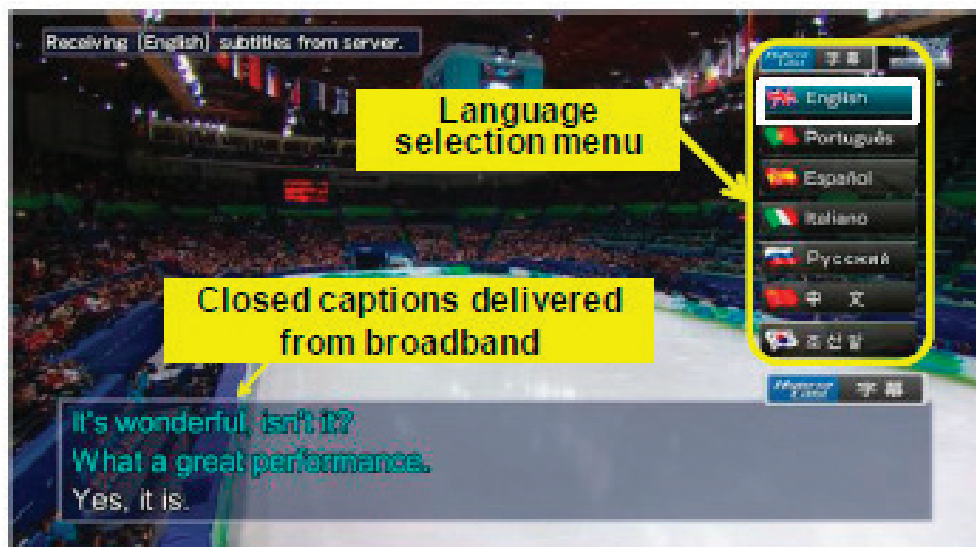 Receiving [English] subtitles from server.
字幕
English
Português
Español
Italiano
Русский
中 文
조선말
Language
selection menu
Closed captions delivered
from broadband
字幕
It's wonderful, isn't it?
What a great performance.
Yes, it is.